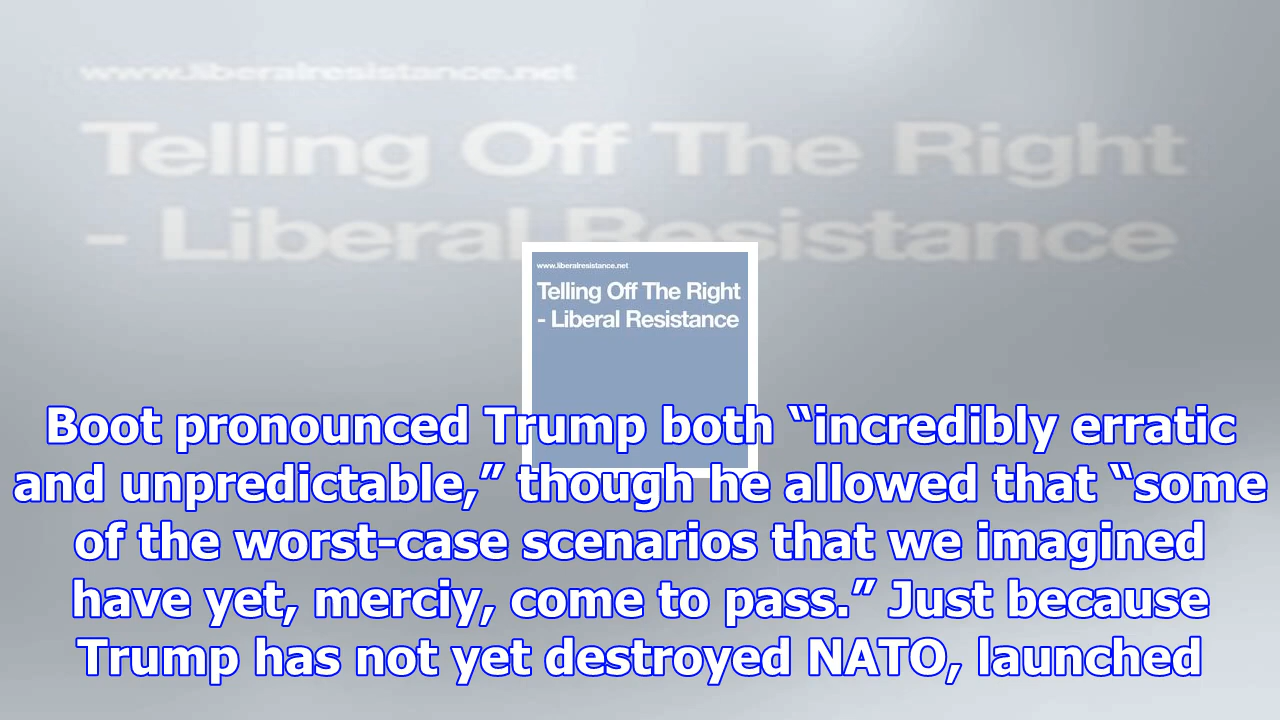 www.liberalresistance.net
Telling Off The Right
- Liberal Resistance
www.liberalresistance.net
Telling Off The Right
- Liberal Resistance
Boot pronounced Trump both “incredibly erratic
and unpredictable,” though he allowed that “some
of the worst-case scenarios that we imagined
have yet, merciy, come to pass.” Just because
Trump has not yet destroyed NATO, launched